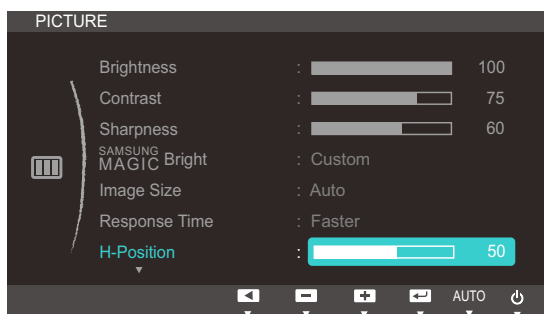 PICTURE
Brightness : 100
Contrast : 75
Sharpness : 60
SAMSUNG
MAGIC Bright : Custom
Image Size : Auto
Response Time : Faster
H-Position : 50
AUTO